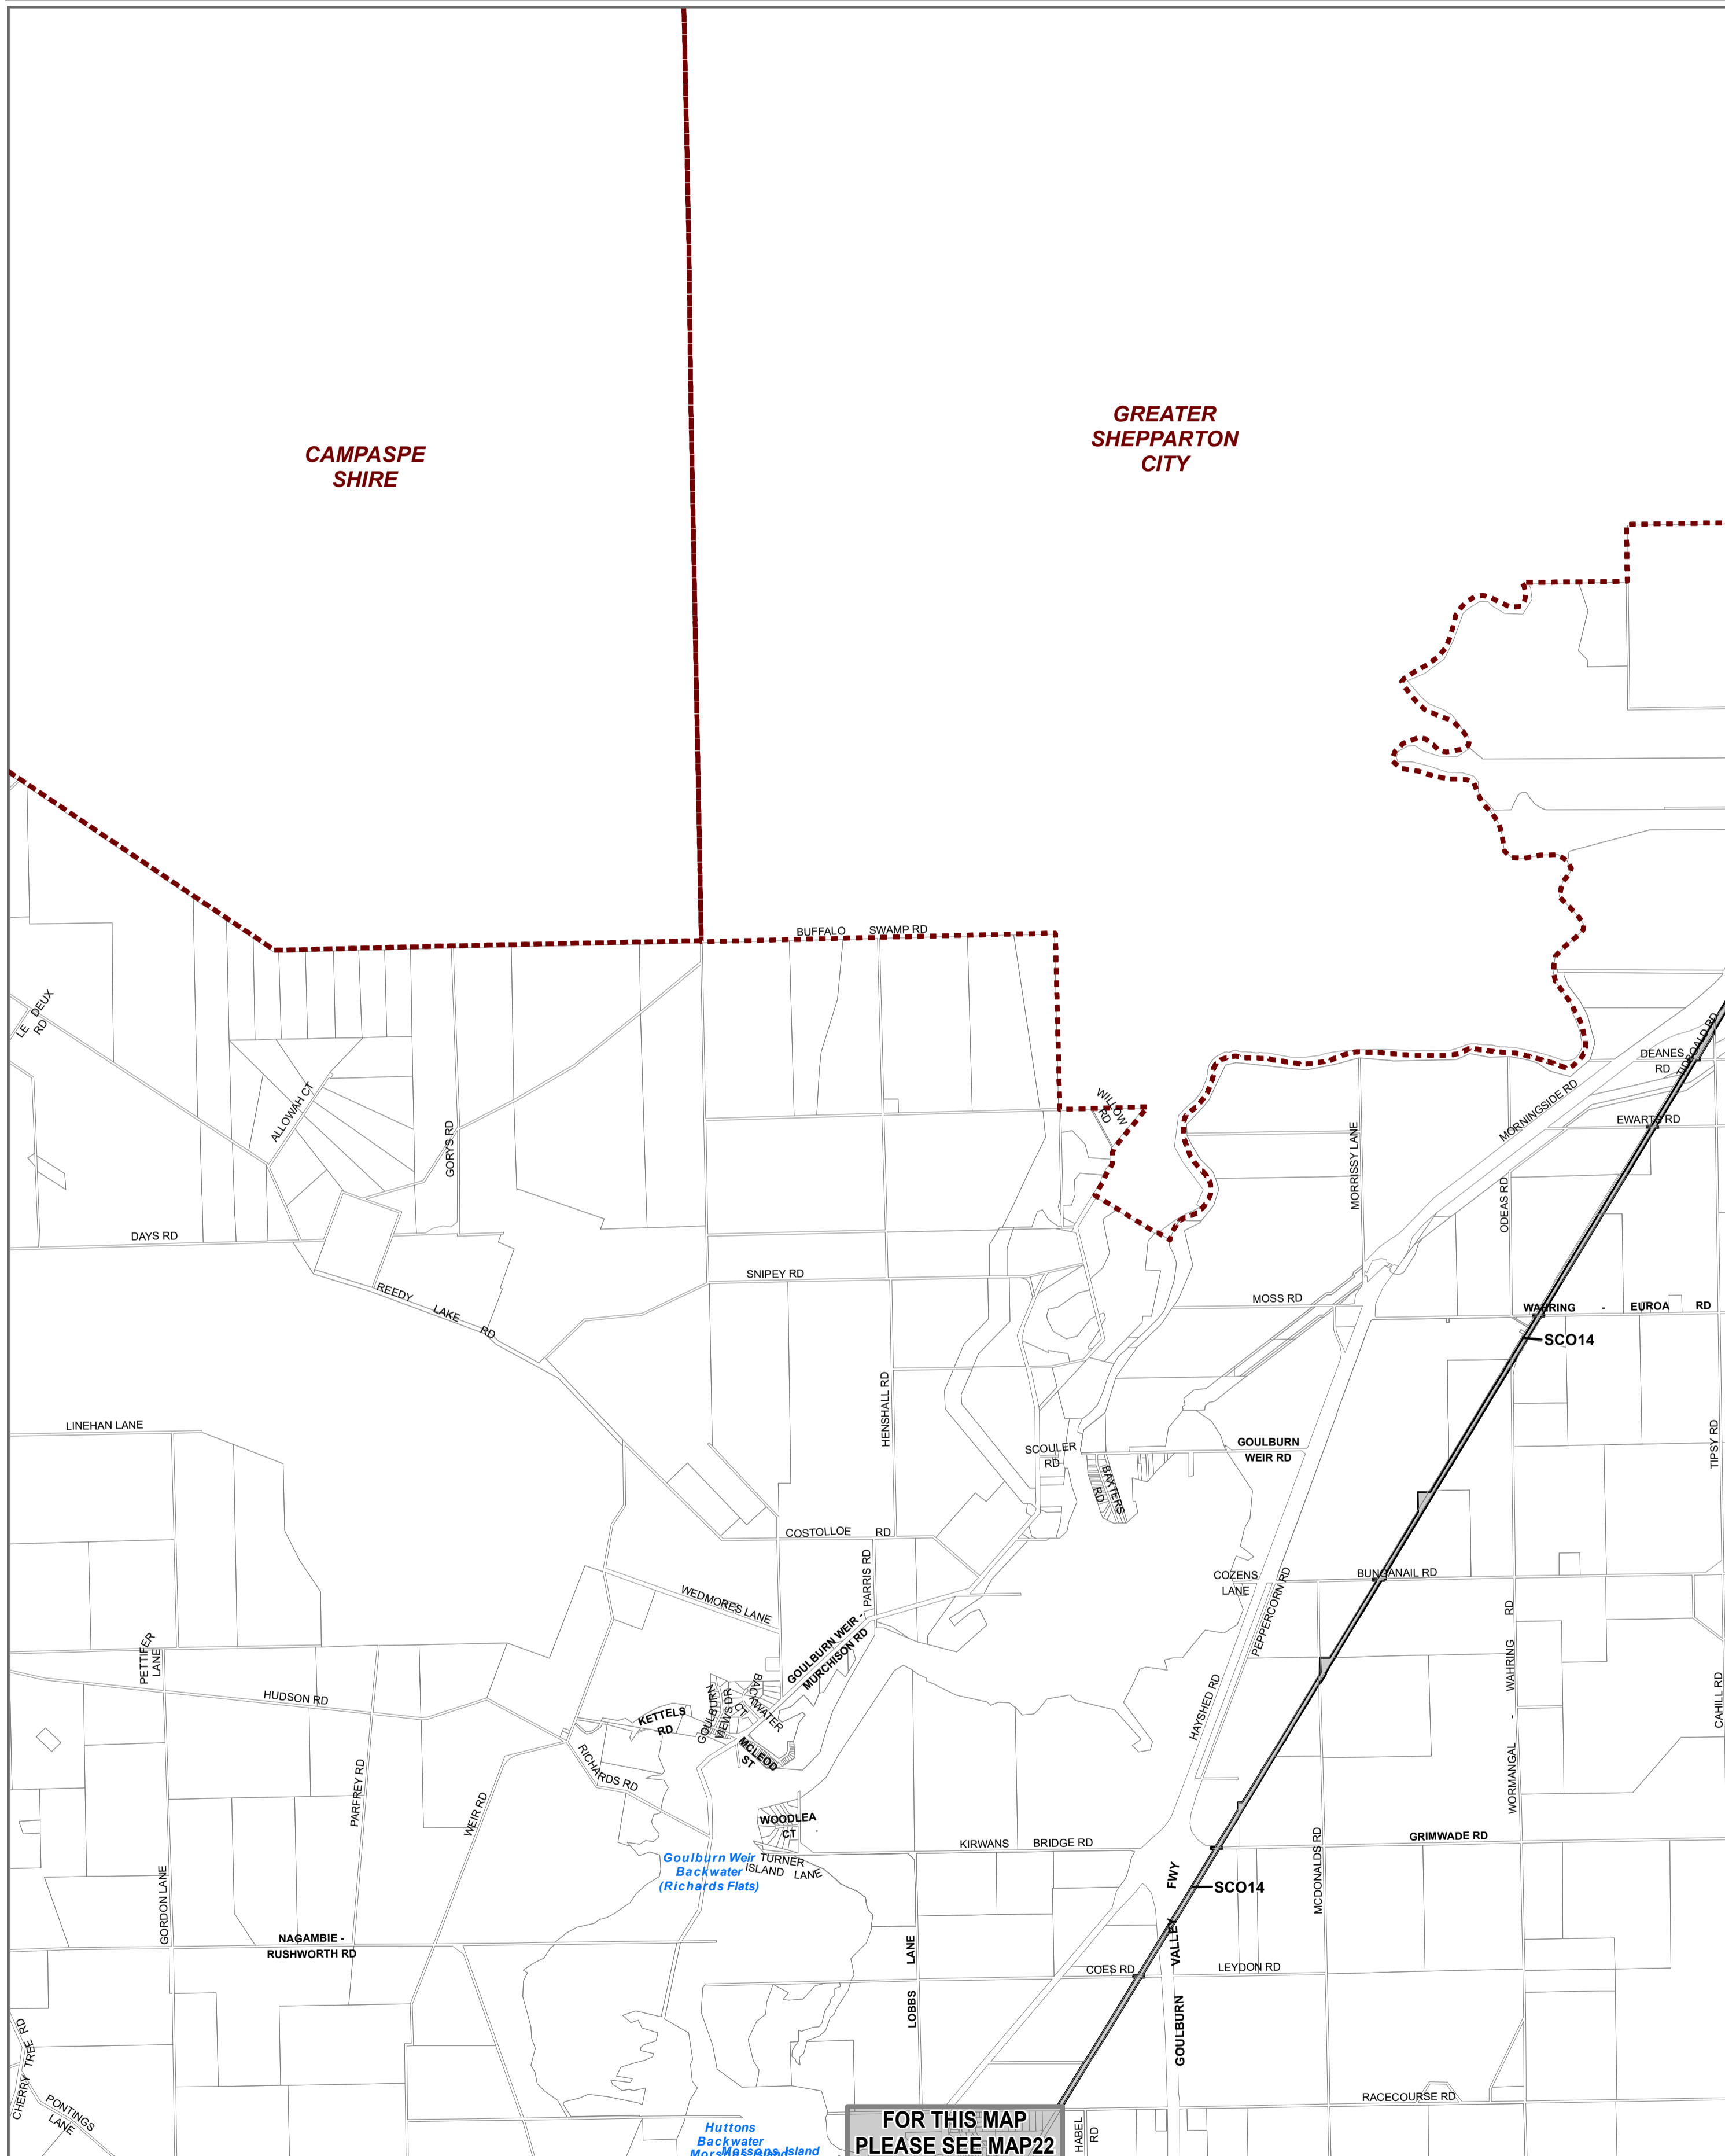 GREATER
SHEPPARTON
CITY
CAMPASPE
SHIRE
BUFFALO SWAMP RD
LE DEUX
RD
DEANES
RD
WILLOW
RD
MORNINGSIDE RD
EWARTS RD
ALLOWAH CT
GORYS RD
MORRISSY LANE
ODEAS RD
DAYS RD
SNIPEY RD
REEDY LAKE RD
MOSS RD
WAHRING - EUROA RD
SCO14
HENSHALL RD
LINEHAN LANE
TIPSY RD
SCOULER
RD
GOULBURN
WEIR RD
BAXTERS
RD
COSTOLLOE RD
PARRIS RD
COZENS
LANE
PEPPERCORN RD
BUNGANAIL RD
WEDMORES LANE
GOULBURN WEIR -
MURCHISON RD
PETTIFER
LANE
HUDSON RD
KETTELS
RD
GOULBURN
VIEWS DR
BACKWATER
CT
MCLEOD
ST
HAYSHED RD
WORMANGAL - WAHRING RD
CAHILL RD
RICHARDS RD
PARFREY RD
WEIR RD
WOODLEA
CT
KIRWANS BRIDGE RD
GRIMWADE RD
MCDONALDS RD
Goulburn Weir
Backwater
(Richards Flats)
TURNER
ISLAND LANE
SCO14
GORDON LANE
NAGAMBIE -
RUSHWORTH RD
LOBBS LANE
COES RD
LEYDON RD
GOULBURN VALLEY FWY
CHERRY TREE RD
PONTINGS
LANE
RACECOURSE RD
HABEL
RD
FOR THIS MAP
PLEASE SEE MAP22
Huttons
Backwater
Morsons Island